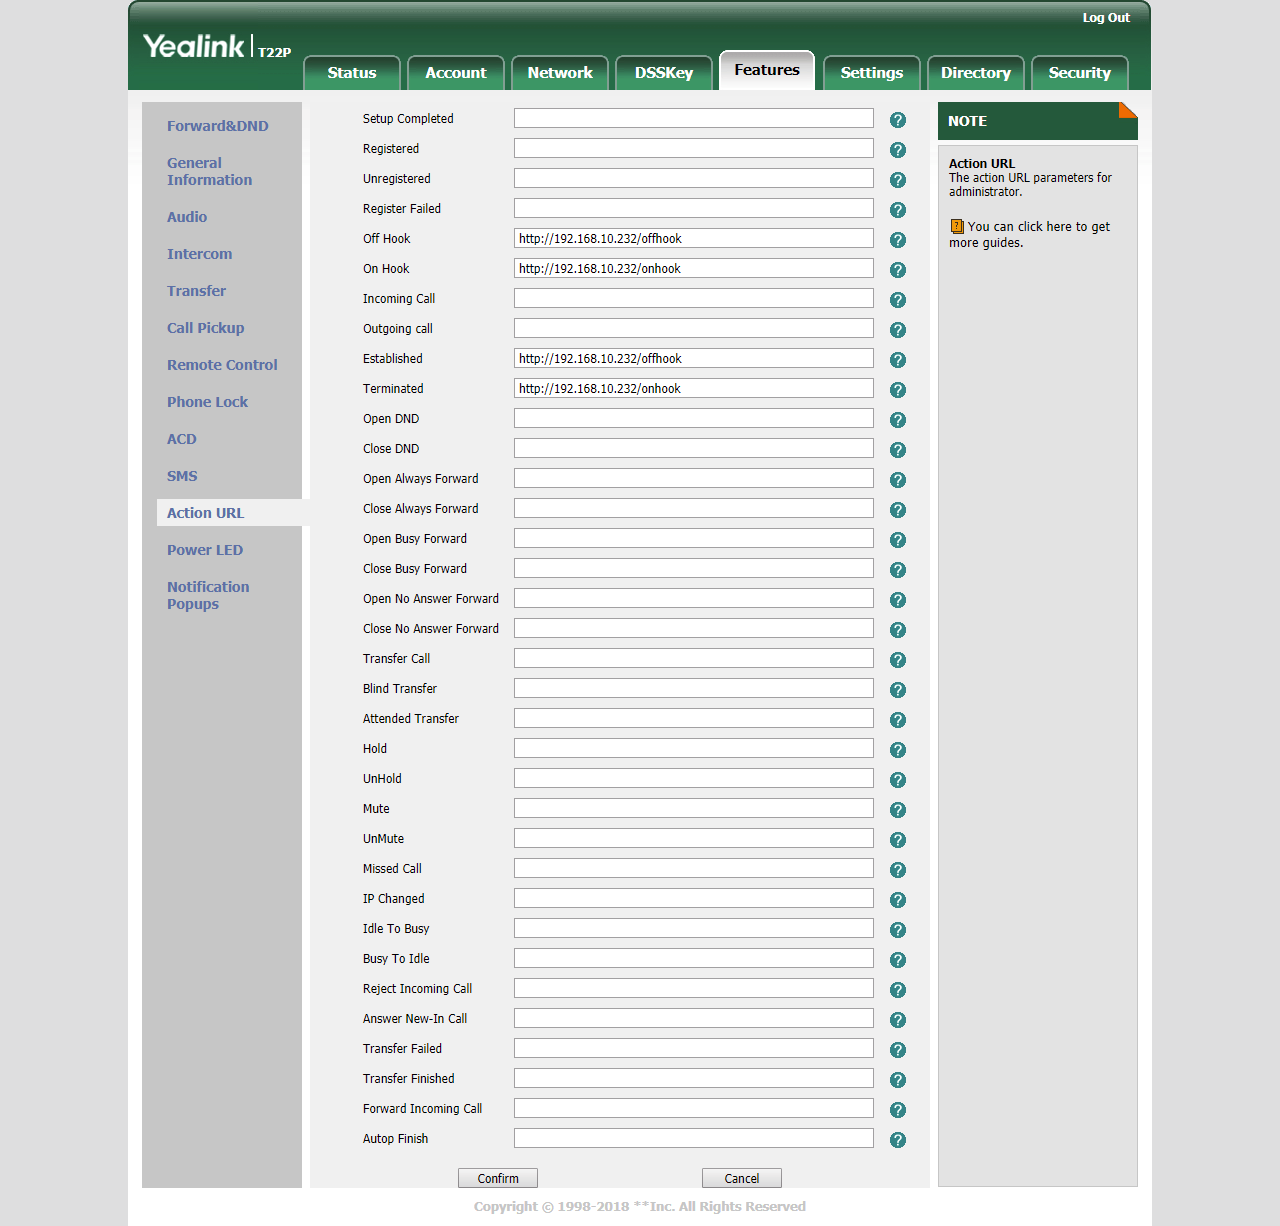 Log Out
Yealink | T22P
Status Account Network DSSKey Features Settings Directory Security
Forward&DND
General
Information
Audio
Intercom
Transfer
Call Pickup
Remote Control
Phone Lock
ACD
SMS
Action URL
Power LED
Notification
Popups
Setup Completed ?
Registered ?
Unregistered ?
Register Failed ?
Off Hook http://192.168.10.232/offhook ?
On Hook http://192.168.10.232/onhook ?
Incoming Call ?
Outgoing call ?
Established http://192.168.10.232/offhook ?
Terminated http://192.168.10.232/onhook ?
Open DND ?
Close DND ?
Open Always Forward ?
Close Always Forward ?
Open Busy Forward ?
Close Busy Forward ?
Open No Answer Forward ?
Close No Answer Forward ?
Transfer Call ?
Blind Transfer ?
Attended Transfer ?
Hold ?
UnHold ?
Mute ?
UnMute ?
Missed Call ?
IP Changed ?
Idle To Busy ?
Busy To Idle ?
Reject Incoming Call ?
Answer New-In Call ?
Transfer Failed ?
Transfer Finished ?
Forward Incoming Call ?
Autop Finish ?
Confirm Cancel
NOTE
Action URL
The action URL parameters for
administrator.
? You can click here to get
more guides.
Copyright © 1998-2018 **Inc. All Rights Reserved